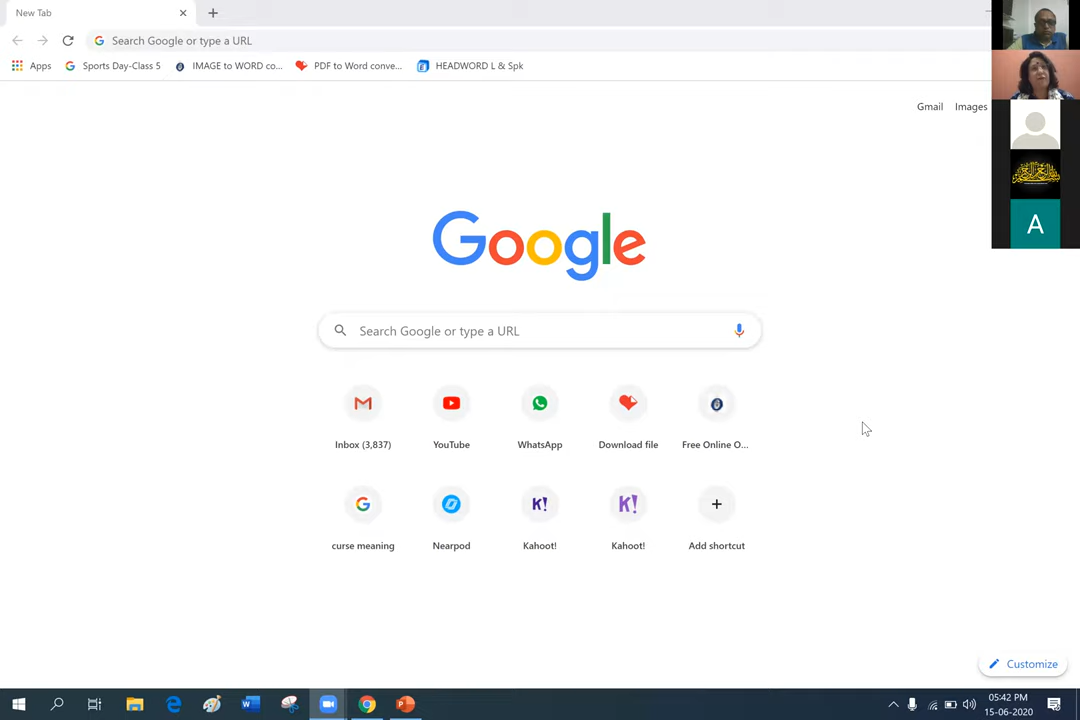 New Tab
Search Google or type a URL
Apps
Sports Day-Class 5
IMAGE to WORD co...
PDF to Word conve...
HEADWORD L & Spk
Gmail
Images
Google
Search Google or type a URL
Inbox (3,837)
YouTube
WhatsApp
Download file
Free Online O...
curse meaning
Nearpod
Kahoot!
Kahoot!
Add shortcut
Customize
A
05:42 PM
15-06-2020